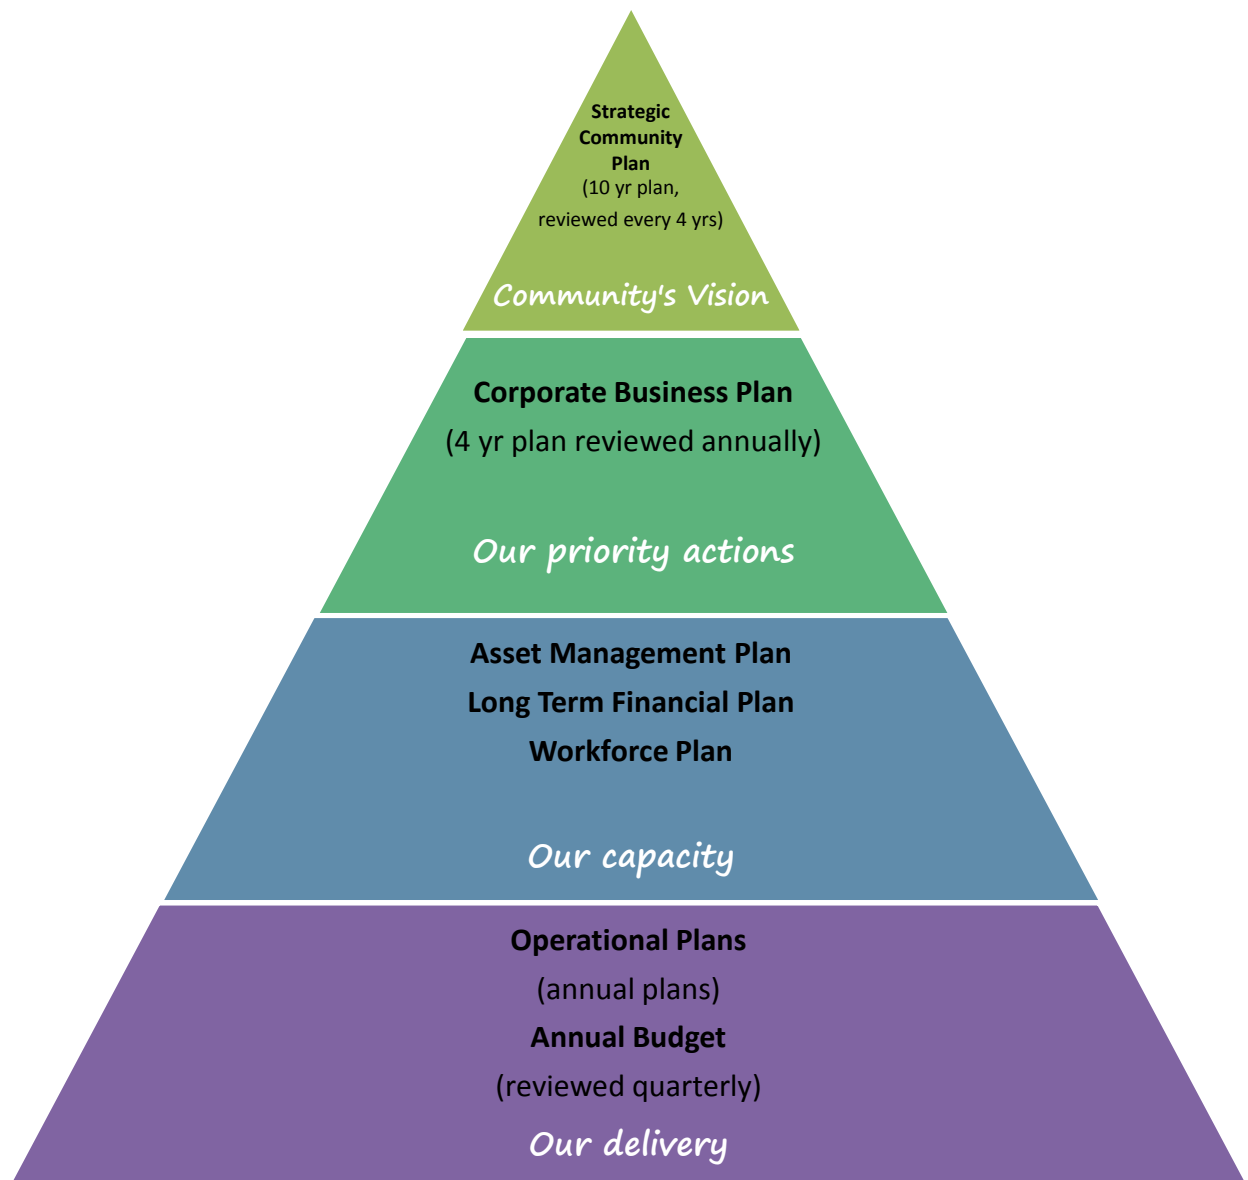 Strategic
Community
Plan
(10 yr plan,
reviewed every 4 yrs)
Community's Vision
Corporate Business Plan
(4 yr plan reviewed annually)
Our priority actions
Asset Management Plan
Long Term Financial Plan
Workforce Plan
Our capacity
Operational Plans
(annual plans)
Annual Budget
(reviewed quarterly)
Our delivery